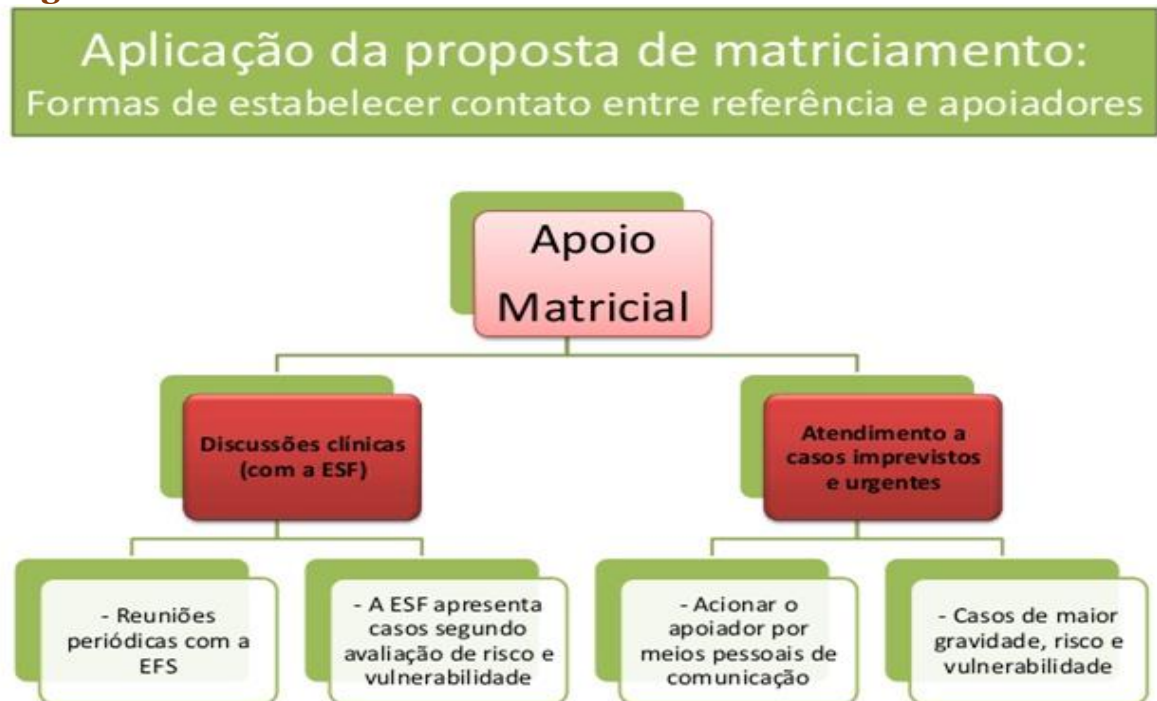 Aplicação da proposta de matriciamento:
Formas de estabelecer contato entre referência e apoiadores
Apoio
Matricial
Discussões clínicas
(com a ESF)
Atendimento a
casos imprevistos
e urgentes
- Reuniões
periódicas com a
EFS
- A ESF apresenta
casos segundo
avaliação de risco e
vulnerabilidade
- Acionar o
apoiador por
meios pessoais de
comunicação
- Casos de maior
gravidade, risco e
vulnerabilidade